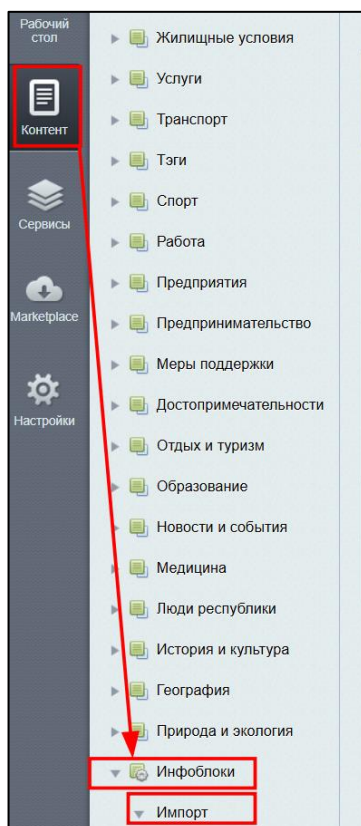 Рабочий
стол
Контент
Сервисы
Marketplace
Настройки
Жилищные условия
Услуги
Транспорт
Тэги
Спорт
Работа
Предприятия
Предпринимательство
Меры поддержки
Достопримечательности
Отдых и туризм
Образование
Новости и события
Медицина
Люди республики
История и культура
География
Природа и экология
Инфоблоки
Импорт